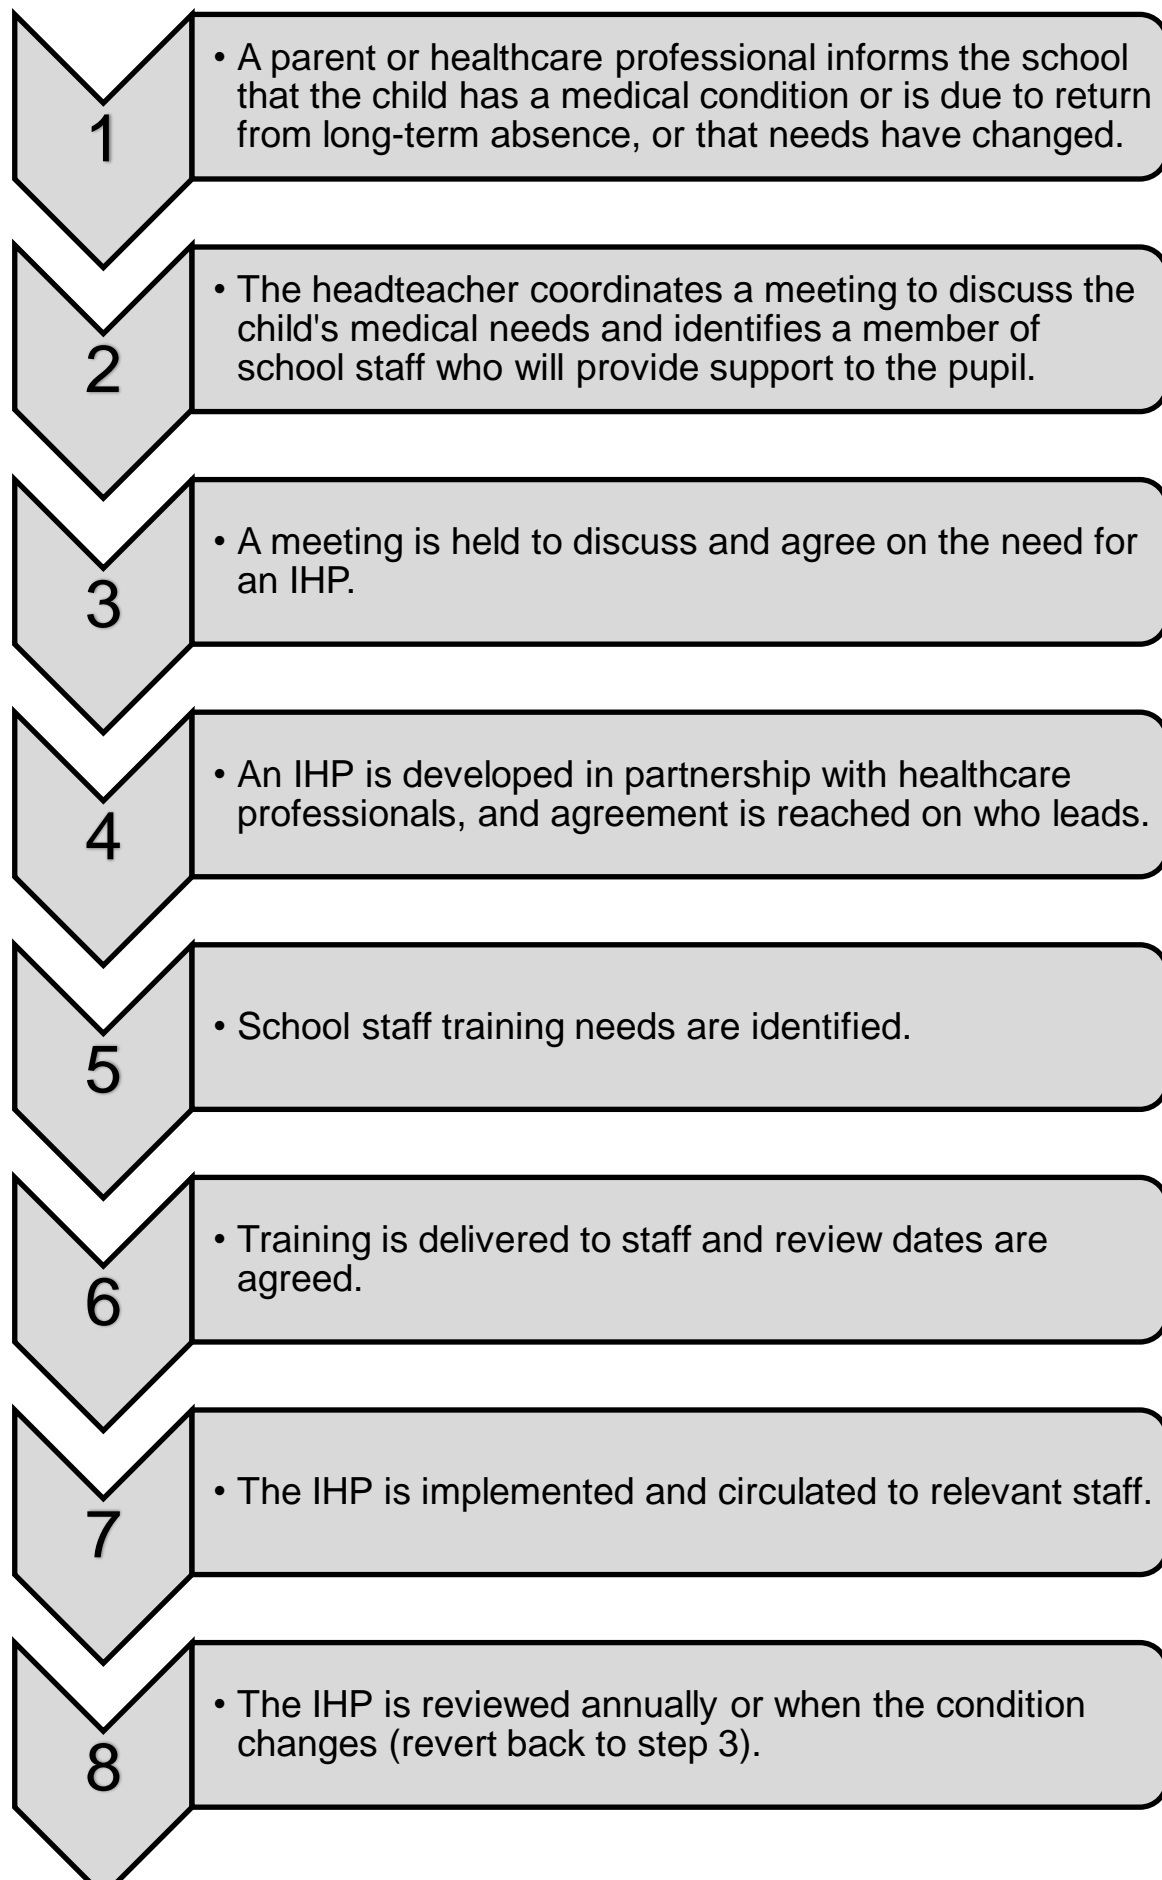 1
• A parent or healthcare professional informs the school
that the child has a medical condition or is due to return
from long-term absence, or that needs have changed.
2
• The headteacher coordinates a meeting to discuss the
child's medical needs and identifies a member of
school staff who will provide support to the pupil.
3
• A meeting is held to discuss and agree on the need for
an IHP.
4
• An IHP is developed in partnership with healthcare
professionals, and agreement is reached on who leads.
5
• School staff training needs are identified.
6
• Training is delivered to staff and review dates are
agreed.
7
• The IHP is implemented and circulated to relevant staff.
8
• The IHP is reviewed annually or when the condition
changes (revert back to step 3).